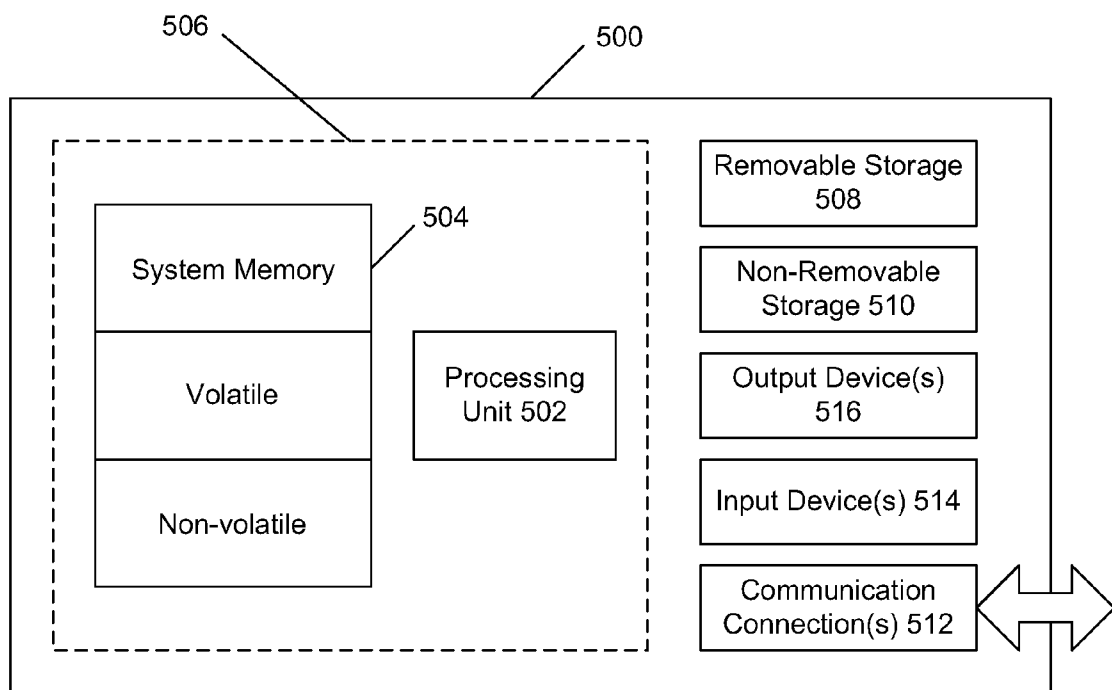 506
500
504
System Memory
Volatile
Non-volatile
Processing
Unit 502
Removable Storage
508
Non-Removable
Storage 510
Output Device(s)
516
Input Device(s) 514
Communication
Connection(s) 512